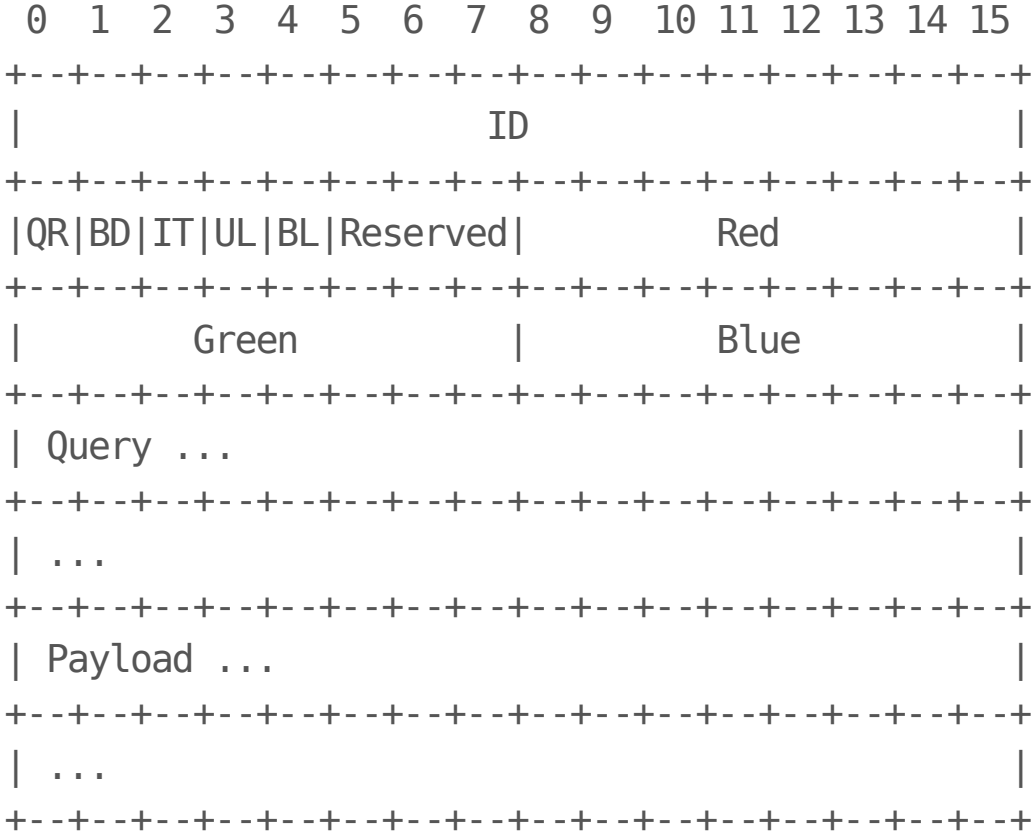 0  1  2  3  4  5  6  7  8  9  10 11 12 13 14 15
+--+--+--+--+--+--+--+--+--+--+--+--+--+--+--+--+
|                      ID                       |
+--+--+--+--+--+--+--+--+--+--+--+--+--+--+--+--+
|QR|BD|IT|UL|BL|Reserved|         Red           |
+--+--+--+--+--+--+--+--+--+--+--+--+--+--+--+--+
|        Green          |         Blue          |
+--+--+--+--+--+--+--+--+--+--+--+--+--+--+--+--+
| Query ...                                     |
+--+--+--+--+--+--+--+--+--+--+--+--+--+--+--+--+
| ...                                           |
+--+--+--+--+--+--+--+--+--+--+--+--+--+--+--+--+
| Payload ...                                   |
+--+--+--+--+--+--+--+--+--+--+--+--+--+--+--+--+
| ...                                           |
+--+--+--+--+--+--+--+--+--+--+--+--+--+--+--+--+